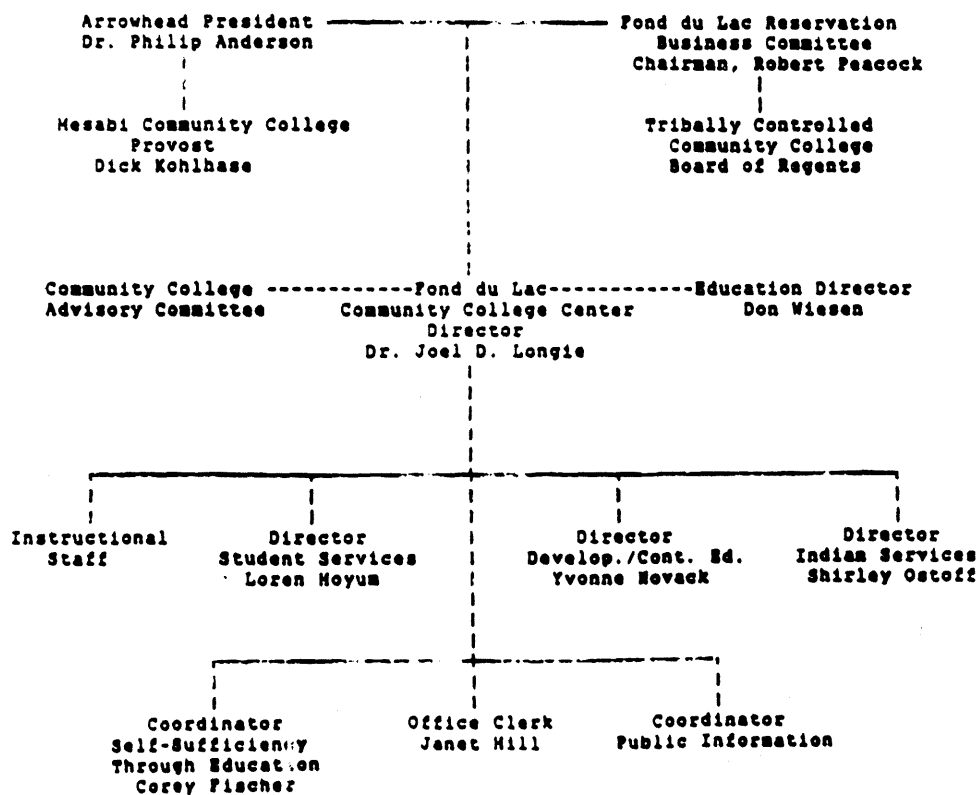 Arrowhead President
Dr. Philip Anderson
Fond du Lac Reservation
Business Committee
Chairman, Robert Peacock
Mesabi Community College
Provost
Dick Kohlhase
Tribally Controlled
Community College
Board of Regents
Community College
Advisory Committee
Fond du Lac
Community College Center
Director
Dr. Joel D. Longie
Education Director
Don Wiesen
Instructional
Staff
Director
Student Services
Loren Moyum
Director
Develop./Cont. Ed.
Yvonne Novack
Director
Indian Services
Shirley Ostoff
Coordinator
Self-Sufficiency
Through Education
Corey Fischer
Office Clerk
Janet Hill
Coordinator
Public Information